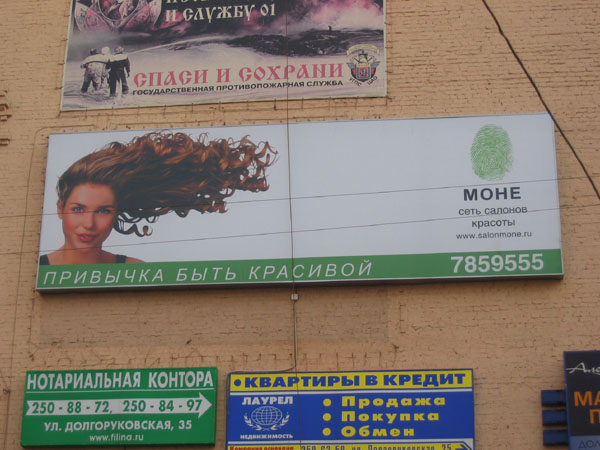 И СЛУЖБУ 01
СПАСИ И СОХРАНИ
ГОСУДАРСТВЕННАЯ ПРОТИВОПОЖАРНАЯ СЛУЖБА
МОНЕ
сеть салонов
красоты
www.salonmone.ru
ПРИВЫЧКА БЫТЬ КРАСИВОЙ
7859555
НОТАРИАЛЬНАЯ КОНТОРА
250-88-72, 250-84-97
УЛ. ДОЛГОРУКОВСКАЯ, 35
www.filina.ru
• КВАРТИРЫ В КРЕДИТ
ЛАУРЕЛ
НЕДВИЖИМОСТЬ
• Продажа
• Покупка
• Обмен
МА